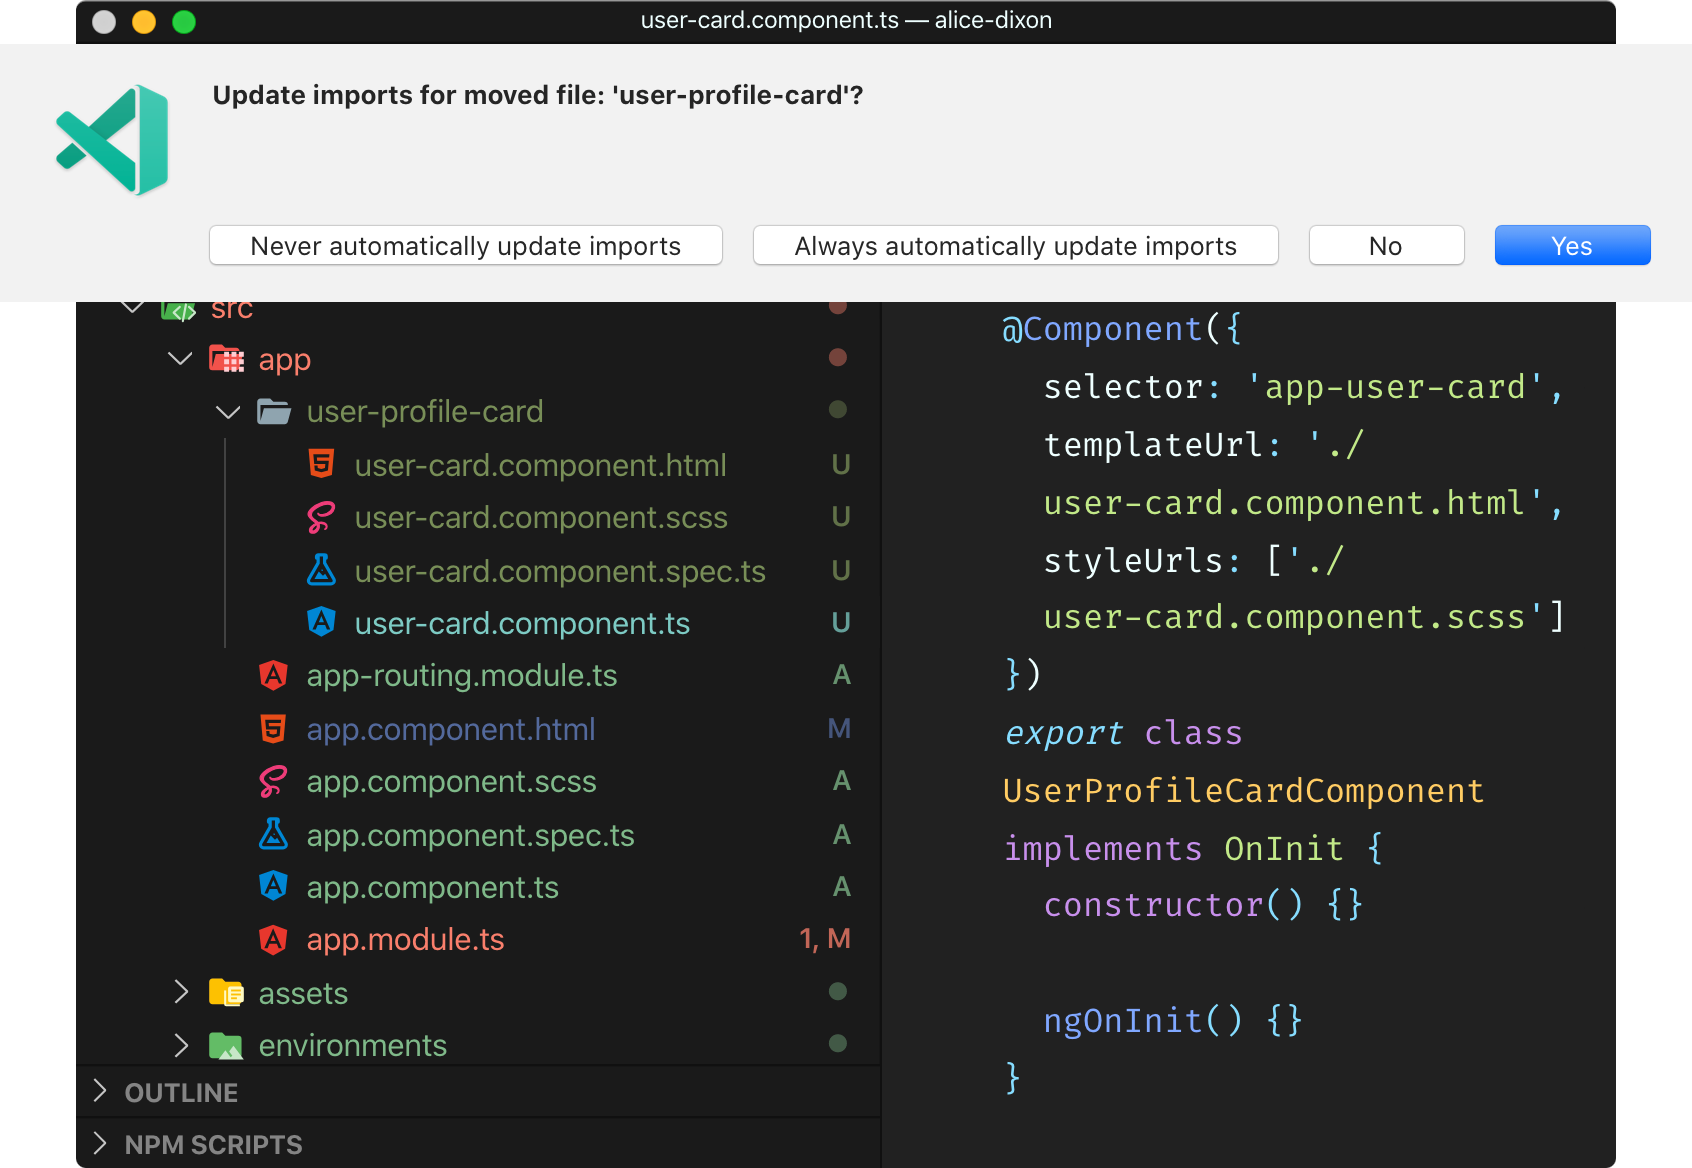 user-card.component.ts — alice-dixon
Update imports for moved file: 'user-profile-card'?
Never automatically update imports
Always automatically update imports
No
Yes
src
app
user-profile-card
user-card.component.html U
user-card.component.scss U
user-card.component.spec.ts U
user-card.component.ts U
app-routing.module.ts A
app.component.html M
app.component.scss A
app.component.spec.ts A
app.component.ts A
app.module.ts 1, M
assets
environments
OUTLINE
NPM SCRIPTS
@Component({
selector: 'app-user-card',
templateUrl: './
user-card.component.html',
styleUrls: ['./
user-card.component.scss']
})
export class
UserProfileCardComponent
implements OnInit {
constructor() {}
ngOnInit() {}
}